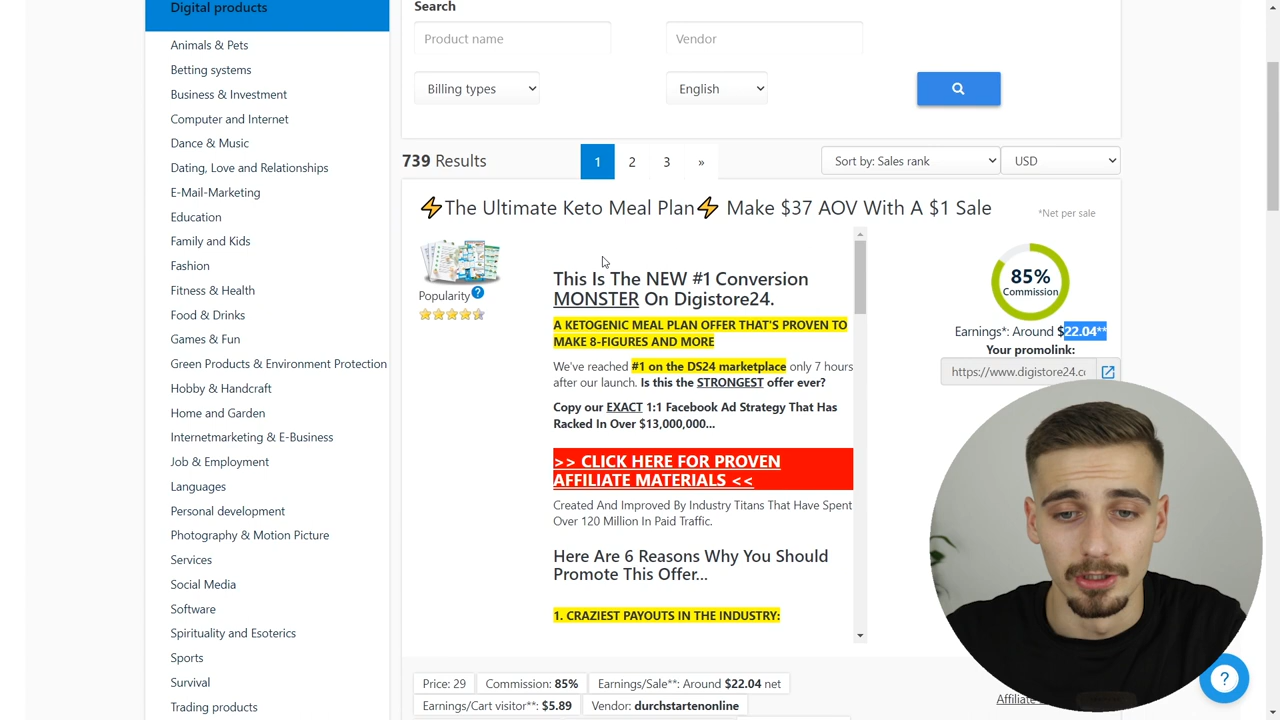 Digital products
Animals & Pets
Betting systems
Business & Investment
Computer and Internet
Dance & Music
Dating, Love and Relationships
E-Mail-Marketing
Education
Family and Kids
Fashion
Fitness & Health
Food & Drinks
Games & Fun
Green Products & Environment Protection
Hobby & Handcraft
Home and Garden
Internetmarketing & E-Business
Job & Employment
Languages
Personal development
Photography & Motion Picture
Services
Social Media
Software
Spirituality and Esoterics
Sports
Survival
Trading products
Search
Product name
Vendor
Billing types
English
739 Results
1 2 3 »
Sort by: Sales rank
USD
⚡The Ultimate Keto Meal Plan⚡ Make $37 AOV With A $1 Sale
*Net per sale
Popularity ?
This Is The NEW #1 Conversion
MONSTER On Digistore24.
A KETOGENIC MEAL PLAN OFFER THAT'S PROVEN TO
MAKE 8-FIGURES AND MORE
We've reached #1 on the DS24 marketplace only 7 hours
after our launch. Is this the STRONGEST offer ever?
Copy our EXACT 1:1 Facebook Ad Strategy That Has
Racked In Over $13,000,000...
>> CLICK HERE FOR PROVEN
AFFILIATE MATERIALS <<
Created And Improved By Industry Titans That Have Spent
Over 120 Million In Paid Traffic.
Here Are 6 Reasons Why You Should
Promote This Offer...
1. CRAZIEST PAYOUTS IN THE INDUSTRY:
85%
Commission
Earnings*: Around $22.04**
Your promolink:
https://www.digistore24.cc
Price: 29
Commission: 85%
Earnings/Sale**: Around $22.04 net
Earnings/Cart visitor**: $5.89
Vendor: durchstartenonline
Affiliate
?